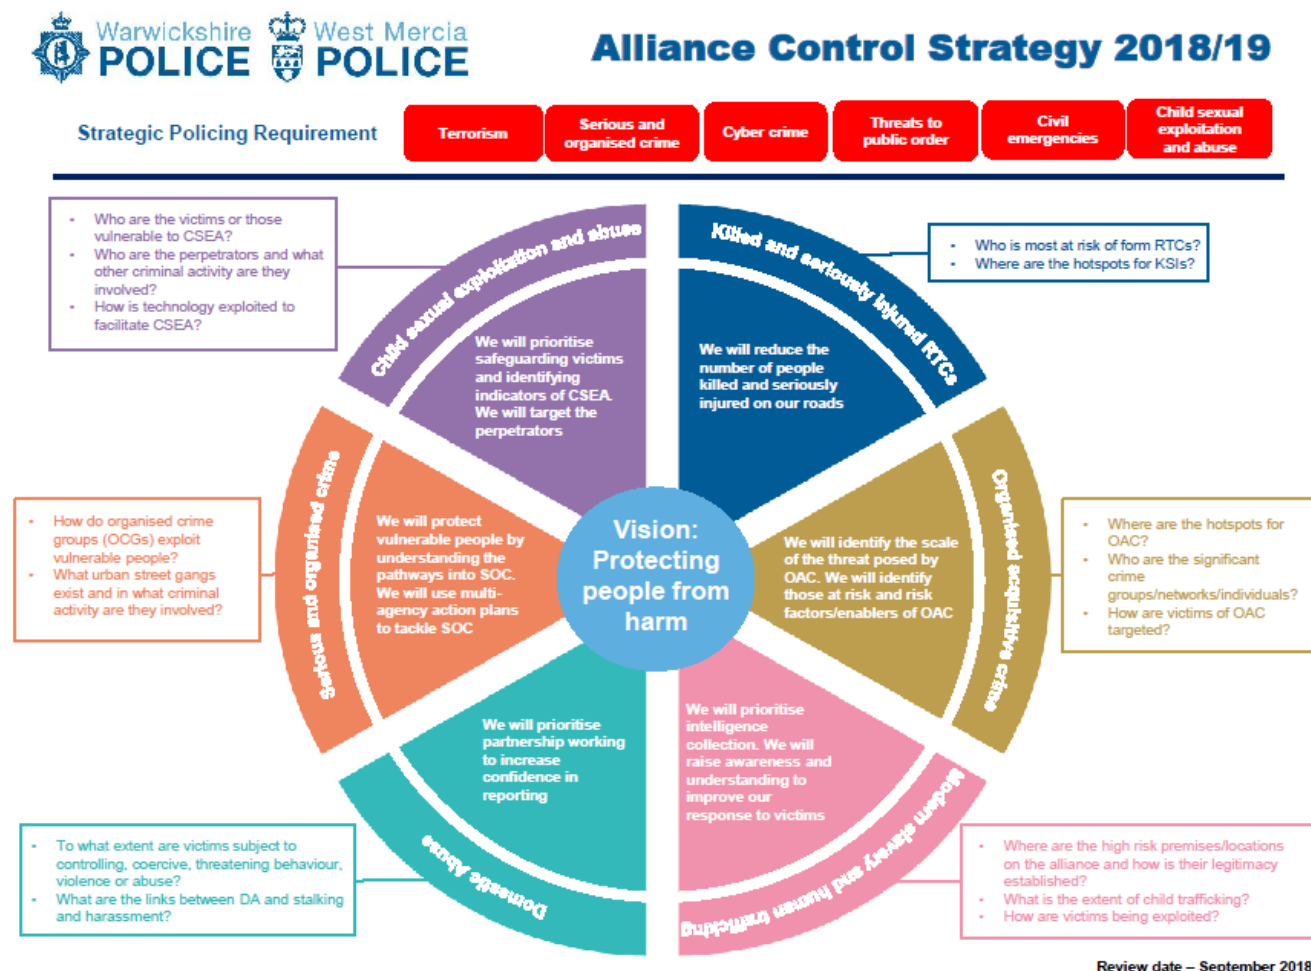 Warwickshire
POLICE
West Mercia
POLICE
Alliance Control Strategy 2018/19
Strategic Policing Requirement
Terrorism
Serious and
organised crime
Cyber crime
Threats to
public order
Civil
emergencies
Child sexual
exploitation
and abuse
• Who are the victims or those
vulnerable to CSEA?
• Who are the perpetrators and what
other criminal activity are they
involved?
• How is technology exploited to
facilitate CSEA?
Child sexual exploitation and abuse
We will prioritise
safeguarding victims
and identifying
indicators of CSEA.
We will target the
perpetrators
Killed and seriously injured RTCs
We will reduce the
number of people
killed and seriously
injured on our roads
• Who is most at risk of form RTCs?
• Where are the hotspots for KSIs?
• How do organised crime
groups (OCGs) exploit
vulnerable people?
• What urban street gangs
exist and in what criminal
activity are they involved?
Serious and organised crime
We will protect
vulnerable people by
understanding the
pathways into SOC.
We will use multi-
agency action plans
to tackle SOC
Vision:
Protecting
people from
harm
We will identify the scale
of the threat posed by
OAC. We will identify
those at risk and risk
factors/enablers of OAC
Organised acquisitive crime
• Where are the hotspots for
OAC?
• Who are the significant
crime
groups/networks/individuals?
• How are victims of OAC
targeted?
We will prioritise
partnership working
to increase
confidence in
reporting
Domestic Abuse
We will prioritise
intelligence
collection. We will
raise awareness and
understanding to
improve our
response to victims
Modern slavery and human trafficking
• To what extent are victims subject to
controlling, coercive, threatening behaviour,
violence or abuse?
• What are the links between DA and stalking
and harassment?
• Where are the high risk premises/locations
on the alliance and how is their legitimacy
established?
• What is the extent of child trafficking?
• How are victims being exploited?
Review date – September 2018